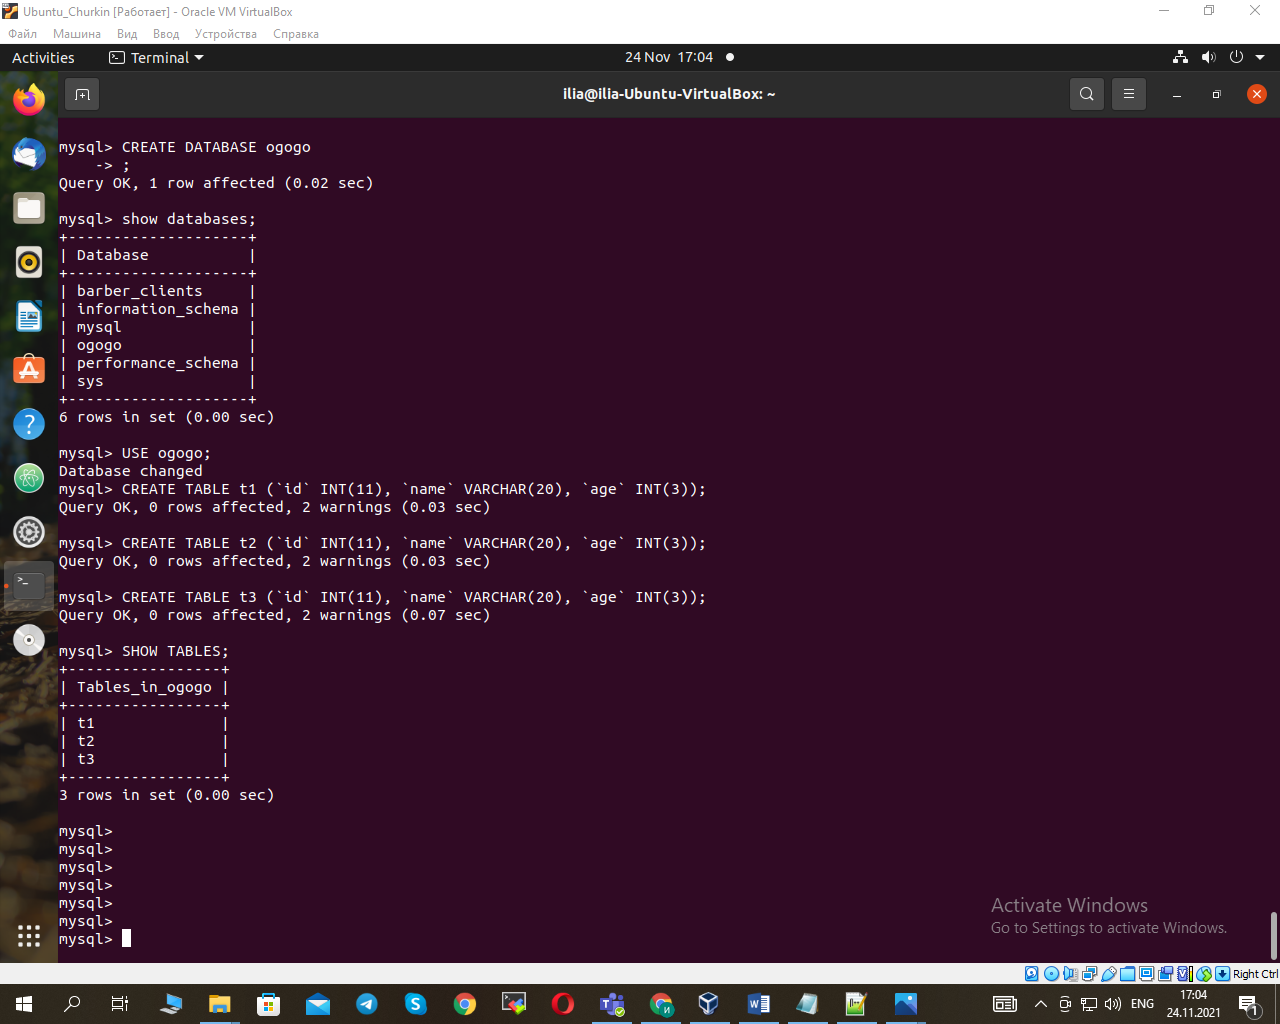 Ubuntu_Churkin [Работает] - Oracle VM VirtualBox
Файл Машина Вид Ввод Устройства Справка
Activities Terminal 24 Nov 17:04
ilia@ilia-Ubuntu-VirtualBox: ~
mysql> CREATE DATABASE ogogo
    -> ;
Query OK, 1 row affected (0.02 sec)
mysql> show databases;
+--------------------+
| Database           |
+--------------------+
| barber_clients     |
| information_schema |
| mysql              |
| ogogo              |
| performance_schema |
| sys                |
+--------------------+
6 rows in set (0.00 sec)
mysql> USE ogogo;
Database changed
mysql> CREATE TABLE t1 (`id` INT(11), `name` VARCHAR(20), `age` INT(3));
Query OK, 0 rows affected, 2 warnings (0.03 sec)
mysql> CREATE TABLE t2 (`id` INT(11), `name` VARCHAR(20), `age` INT(3));
Query OK, 0 rows affected, 2 warnings (0.03 sec)
mysql> CREATE TABLE t3 (`id` INT(11), `name` VARCHAR(20), `age` INT(3));
Query OK, 0 rows affected, 2 warnings (0.07 sec)
mysql> SHOW TABLES;
+-----------------+
| Tables_in_ogogo |
+-----------------+
| t1              |
| t2              |
| t3              |
+-----------------+
3 rows in set (0.00 sec)
mysql>
mysql>
mysql>
mysql>
mysql>
mysql>
mysql>
Activate Windows
Go to Settings to activate Windows.
Right Ctrl
ENG
17:04
24.11.2021
1